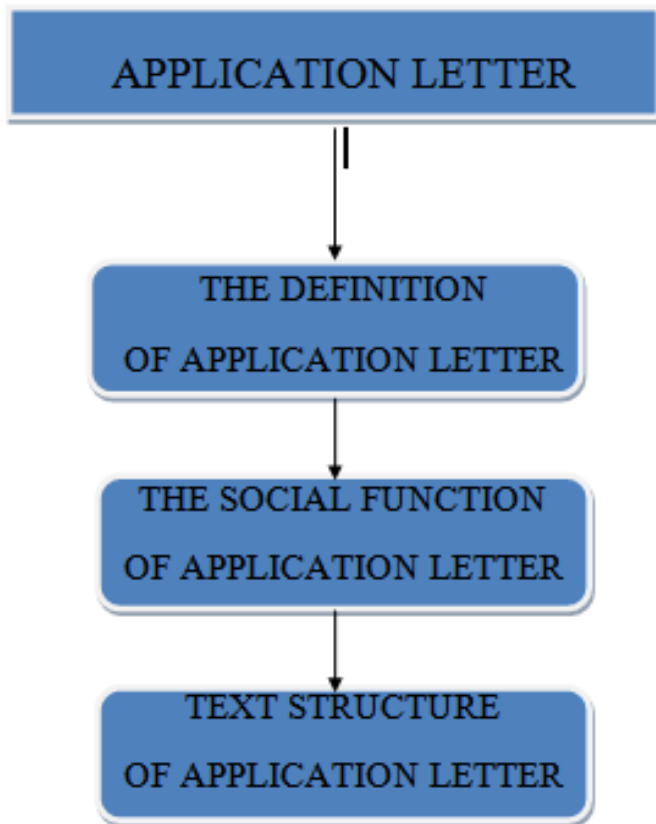 APPLICATION LETTER
THE DEFINITION
OF APPLICATION LETTER
THE SOCIAL FUNCTION
OF APPLICATION LETTER
TEXT STRUCTURE
OF APPLICATION LETTER